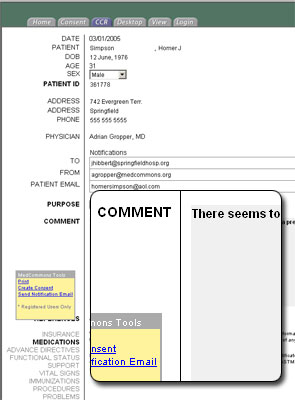 Home Consent CCR Desktop View Login
DATE 03/01/2005
PATIENT Simpson , Homer J
DOB 12 June, 1976
AGE 31
SEX Male
PATIENT ID 361778
ADDRESS 742 Evergreen Terr.
ADDRESS Springfield
PHONE 555 555 5555
PHYSICIAN Adrian Gropper, MD
Notifications
TO jhibbert@springfieldhosp.org
FROM agropper@medcommons.org
PATIENT EMAIL homersimpson@aol.com
PURPOSE
COMMENT
COMMENT There seems to
MedCommons Tools
Print
Create Consent
Send Notification Email
* Registered Users Only
mons Tools
nsent
fication Email
REFERENCES
INSURANCE
MEDICATIONS
ADVANCE DIRECTIVES
FUNCTIONAL STATUS
SUPPORT
VITAL SIGNS
IMMUNIZATIONS
PROCEDURES
PROBLEMS